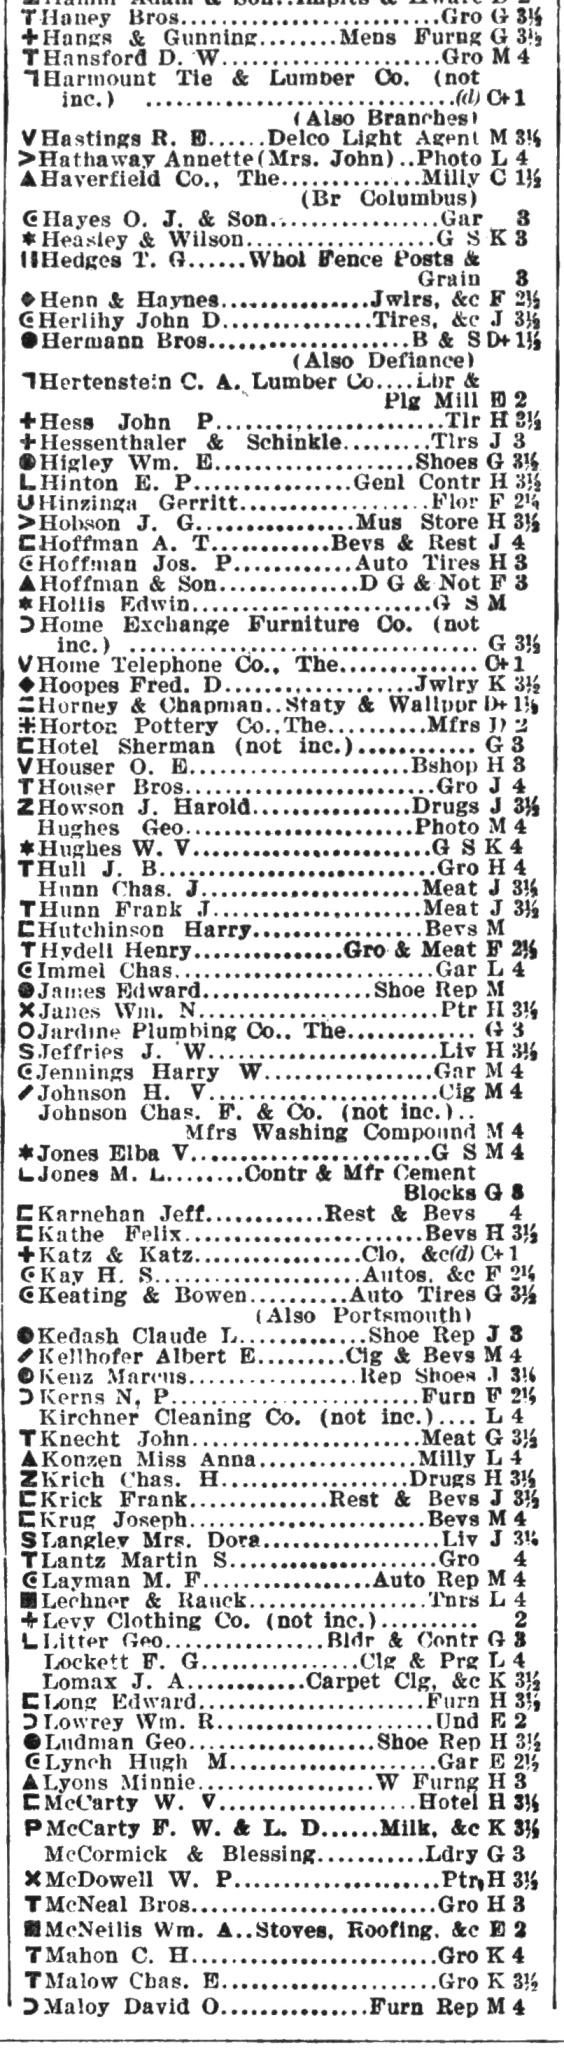 Haney Bros........Gro G 3½
Hangs & Gunning........Mens Furng G 3½
Hansford D. W........Gro M 4
Harmount Tie & Lumber Co. (not
inc.) ........(d) C+1
(Also Branches)
Hastings R. E......Delco Light Agent M 3½
Hathaway Annette(Mrs. John)..Photo L 4
Haverfield Co., The........Milly C 1½
(Br Columbus)
Hayes O. J. & Son........Gar 3
Heasley & Wilson........G S K 3
Hedges T. G......Whol Fence Posts &
Grain 3
Henn & Haynes........Jwlrs, &c F 2½
Herlihy John D........Tires, &c J 3½
Hermann Bros........B & S D+ 1½
(Also Defiance)
Hertenstein C. A. Lumber Co....Lbr &
Plg Mill E 2
Hess John P........Tlr H 3½
Hessenthaler & Schinkle........Tlrs J 3
Higley Wm. E........Shoes G 3½
Hinton E. P........Genl Contr H 3½
Hinzinga Gerritt........Flor F 2½
Hobson J. G........Mus Store H 3½
Hoffman A. T........Bevs & Rest J 4
Hoffman Jos. P........Auto Tires H 3
Hoffman & Son........D G & Not F 3
Hollis Edwin........G S M
Home Exchange Furniture Co. (not
inc.) ........G 3½
Home Telephone Co., The........C+1
Hoopes Fred. D........Jwlry K 3½
Horney & Chapman..Staty & Wallppr D+ 1½
Horton Pottery Co.,The........Mfrs D 2
Hotel Sherman (not inc.)........G 3
Houser O. E........Bshop H 3
Houser Bros........Gro J 4
Howson J. Harold........Drugs J 3½
Hughes Geo........Photo M 4
Hughes W. V........G S K 4
Hull J. B........Gro H 4
Hunn Chas. J........Meat J 3½
Hunn Frank J........Meat J 3½
Hutchinson Harry........Bevs M
Hydell Henry........Gro & Meat F 2½
Immel Chas........Gar L 4
James Edward........Shoe Rep M
Janes Wm. N........Ptr H 3½
Jardine Plumbing Co., The........G 3
Jeffries J. W........Liv H 3½
Jennings Harry W........Gar M 4
Johnson H. V........Cig M 4
Johnson Chas. F. & Co. (not inc.)..
Mfrs Washing Compound M 4
Jones Elba V........G S M 4
Jones M. L........Contr & Mfr Cement
Blocks G 3
Karnehan Jeff........Rest & Bevs 4
Kathe Felix........Bevs H 3½
Katz & Katz........Clo, &c(d) C+1
Kay H. S........Autos, &c F 2½
Keating & Bowen........Auto Tires G 3½
(Also Portsmouth)
Kedash Claude L........Shoe Rep J 3
Kellhofer Albert E........Cig & Bevs M 4
Kenz Marcus........Rep Shoes J 3½
Kerns N. P........Furn F 2½
Kirchner Cleaning Co. (not inc.).... L 4
Knecht John........Meat G 3½
Konzen Miss Anna........Milly L 4
Krich Chas. H........Drugs H 3½
Krick Frank........Rest & Bevs J 3½
Krug Joseph........Bevs M 4
Langley Mrs. Dora........Liv J 3½
Lantz Martin S........Gro 4
Layman M. F........Auto Rep M 4
Lechner & Rauck........Tnrs L 4
Levy Clothing Co. (not inc.)........2
Litter Geo........Bldr & Contr G 3
Lockett F. G........Clg & Prg L 4
Lomax J. A........Carpet Clg, &c K 3½
Long Edward........Furn H 3½
Lowrey Wm. R........Und E 2
Ludman Geo........Shoe Rep H 3½
Lynch Hugh M........Gar E 2½
Lyons Minnie........W Furng H 3
McCarty W. V........Hotel H 3½
McCarty F. W. & L. D......Milk, &c K 3½
McCormick & Blessing........Ldry G 3
McDowell W. P........Ptr H 3½
McNeal Bros........Gro H 3
McNeilis Wm. A..Stoves, Roofing, &c E 2
Mahon C. H........Gro K 4
Malow Chas. E........Gro K 3½
Maloy David O........Furn Rep M 4